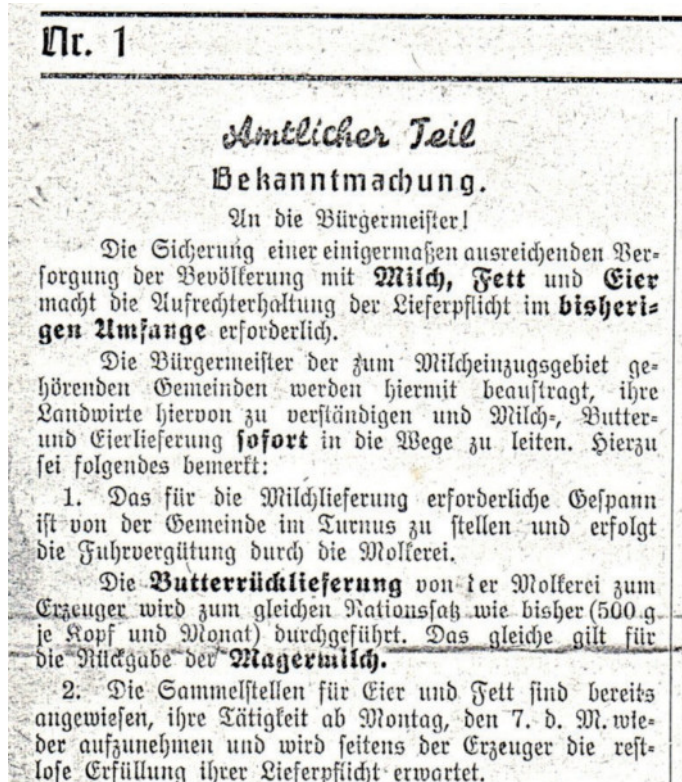 Nr. 1
Amtlicher Teil
Bekanntmachung.
An die Bürgermeister!
Die Sicherung einer einigermaßen ausreichenden Ver-
sorgung der Bevölkerung mit Milch, Fett und Eier
macht die Aufrechterhaltung der Lieferpflicht im bisheri-
gen Umfange erforderlich.
Die Bürgermeister der zum Milcheinzugsgebiet ge-
hörenden Gemeinden werden hiermit beauftragt, ihre
Landwirte hiervon zu verständigen und Milch-, Butter-
und Eierlieferung sofort in die Wege zu leiten. Hierzu
sei folgendes bemerkt:
1. Das für die Milchlieferung erforderliche Gespann
ist von der Gemeinde im Turnus zu stellen und erfolgt
die Fuhrvergütung durch die Molkerei.
Die Butterrücklieferung von der Molkerei zum
Erzeuger wird zum gleichen Rationssatz wie bisher (500 g
je Kopf und Monat) durchgeführt. Das gleiche gilt für
die Rückgabe der Magermilch.
2. Die Sammelstellen für Eier und Fett sind bereits
angewiesen, ihre Tätigkeit ab Montag, den 7. d. M. wie-
der aufzunehmen und wird seitens der Erzeuger die rest-
lose Erfüllung ihrer Lieferpflicht erwartet.